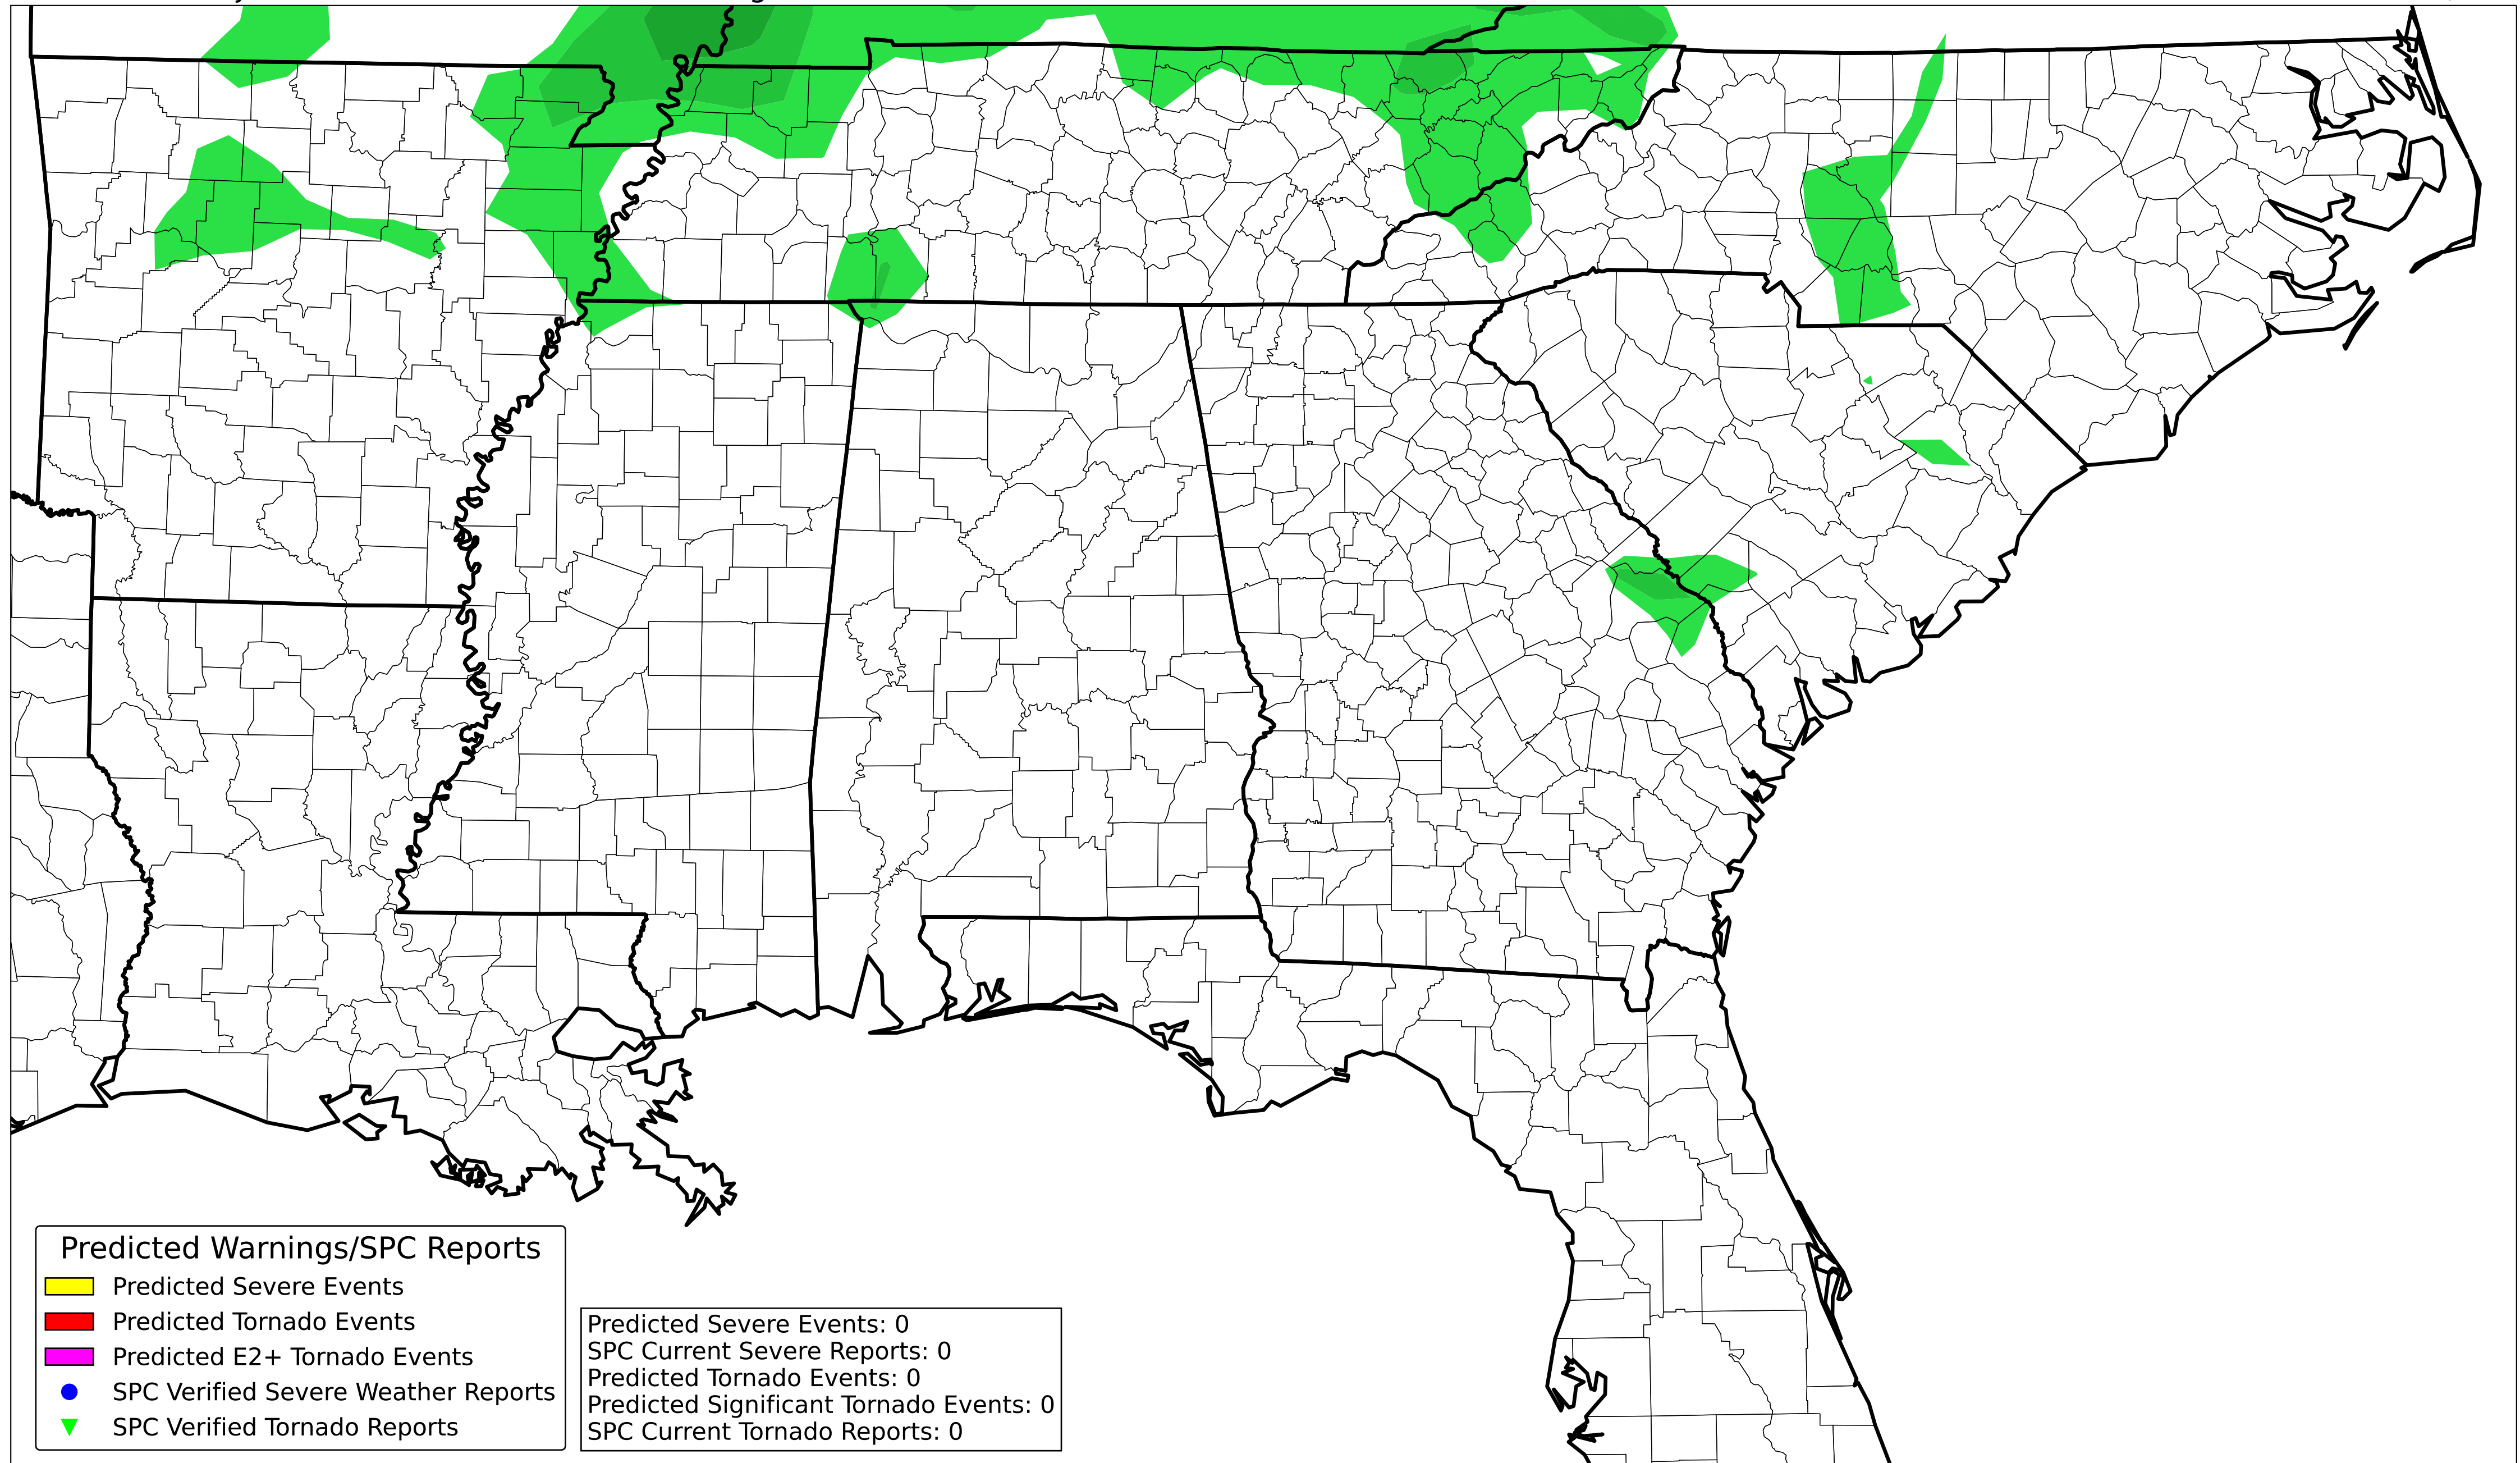 Predicted Warnings/SPC Reports
Predicted Severe Events
Predicted Tornado Events
Predicted E2+ Tornado Events
SPC Verified Severe Weather Reports
SPC Verified Tornado Reports
Predicted Severe Events: 0
SPC Current Severe Reports: 0
Predicted Tornado Events: 0
Predicted Significant Tornado Events: 0
SPC Current Tornado Reports: 0